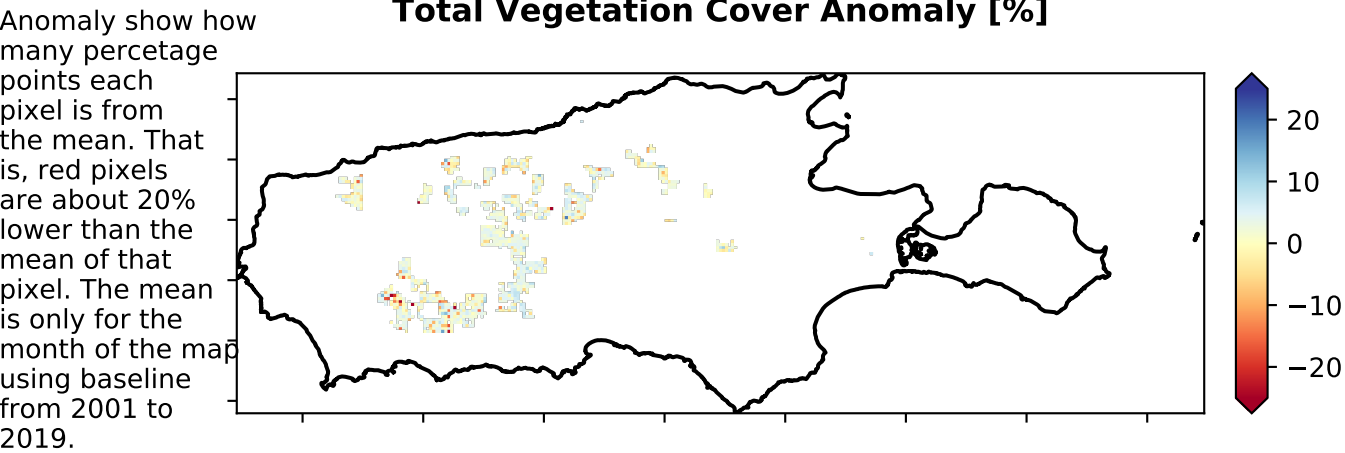 Total Vegetation Cover Anomaly [%]
Anomaly show how
many percetage
points each
pixel is from
the mean. That
is, red pixels
are about 20%
lower than the
mean of that
pixel. The mean
is only for the
month of the map
using baseline
from 2001 to
2019.
20
10
0
−10
−20